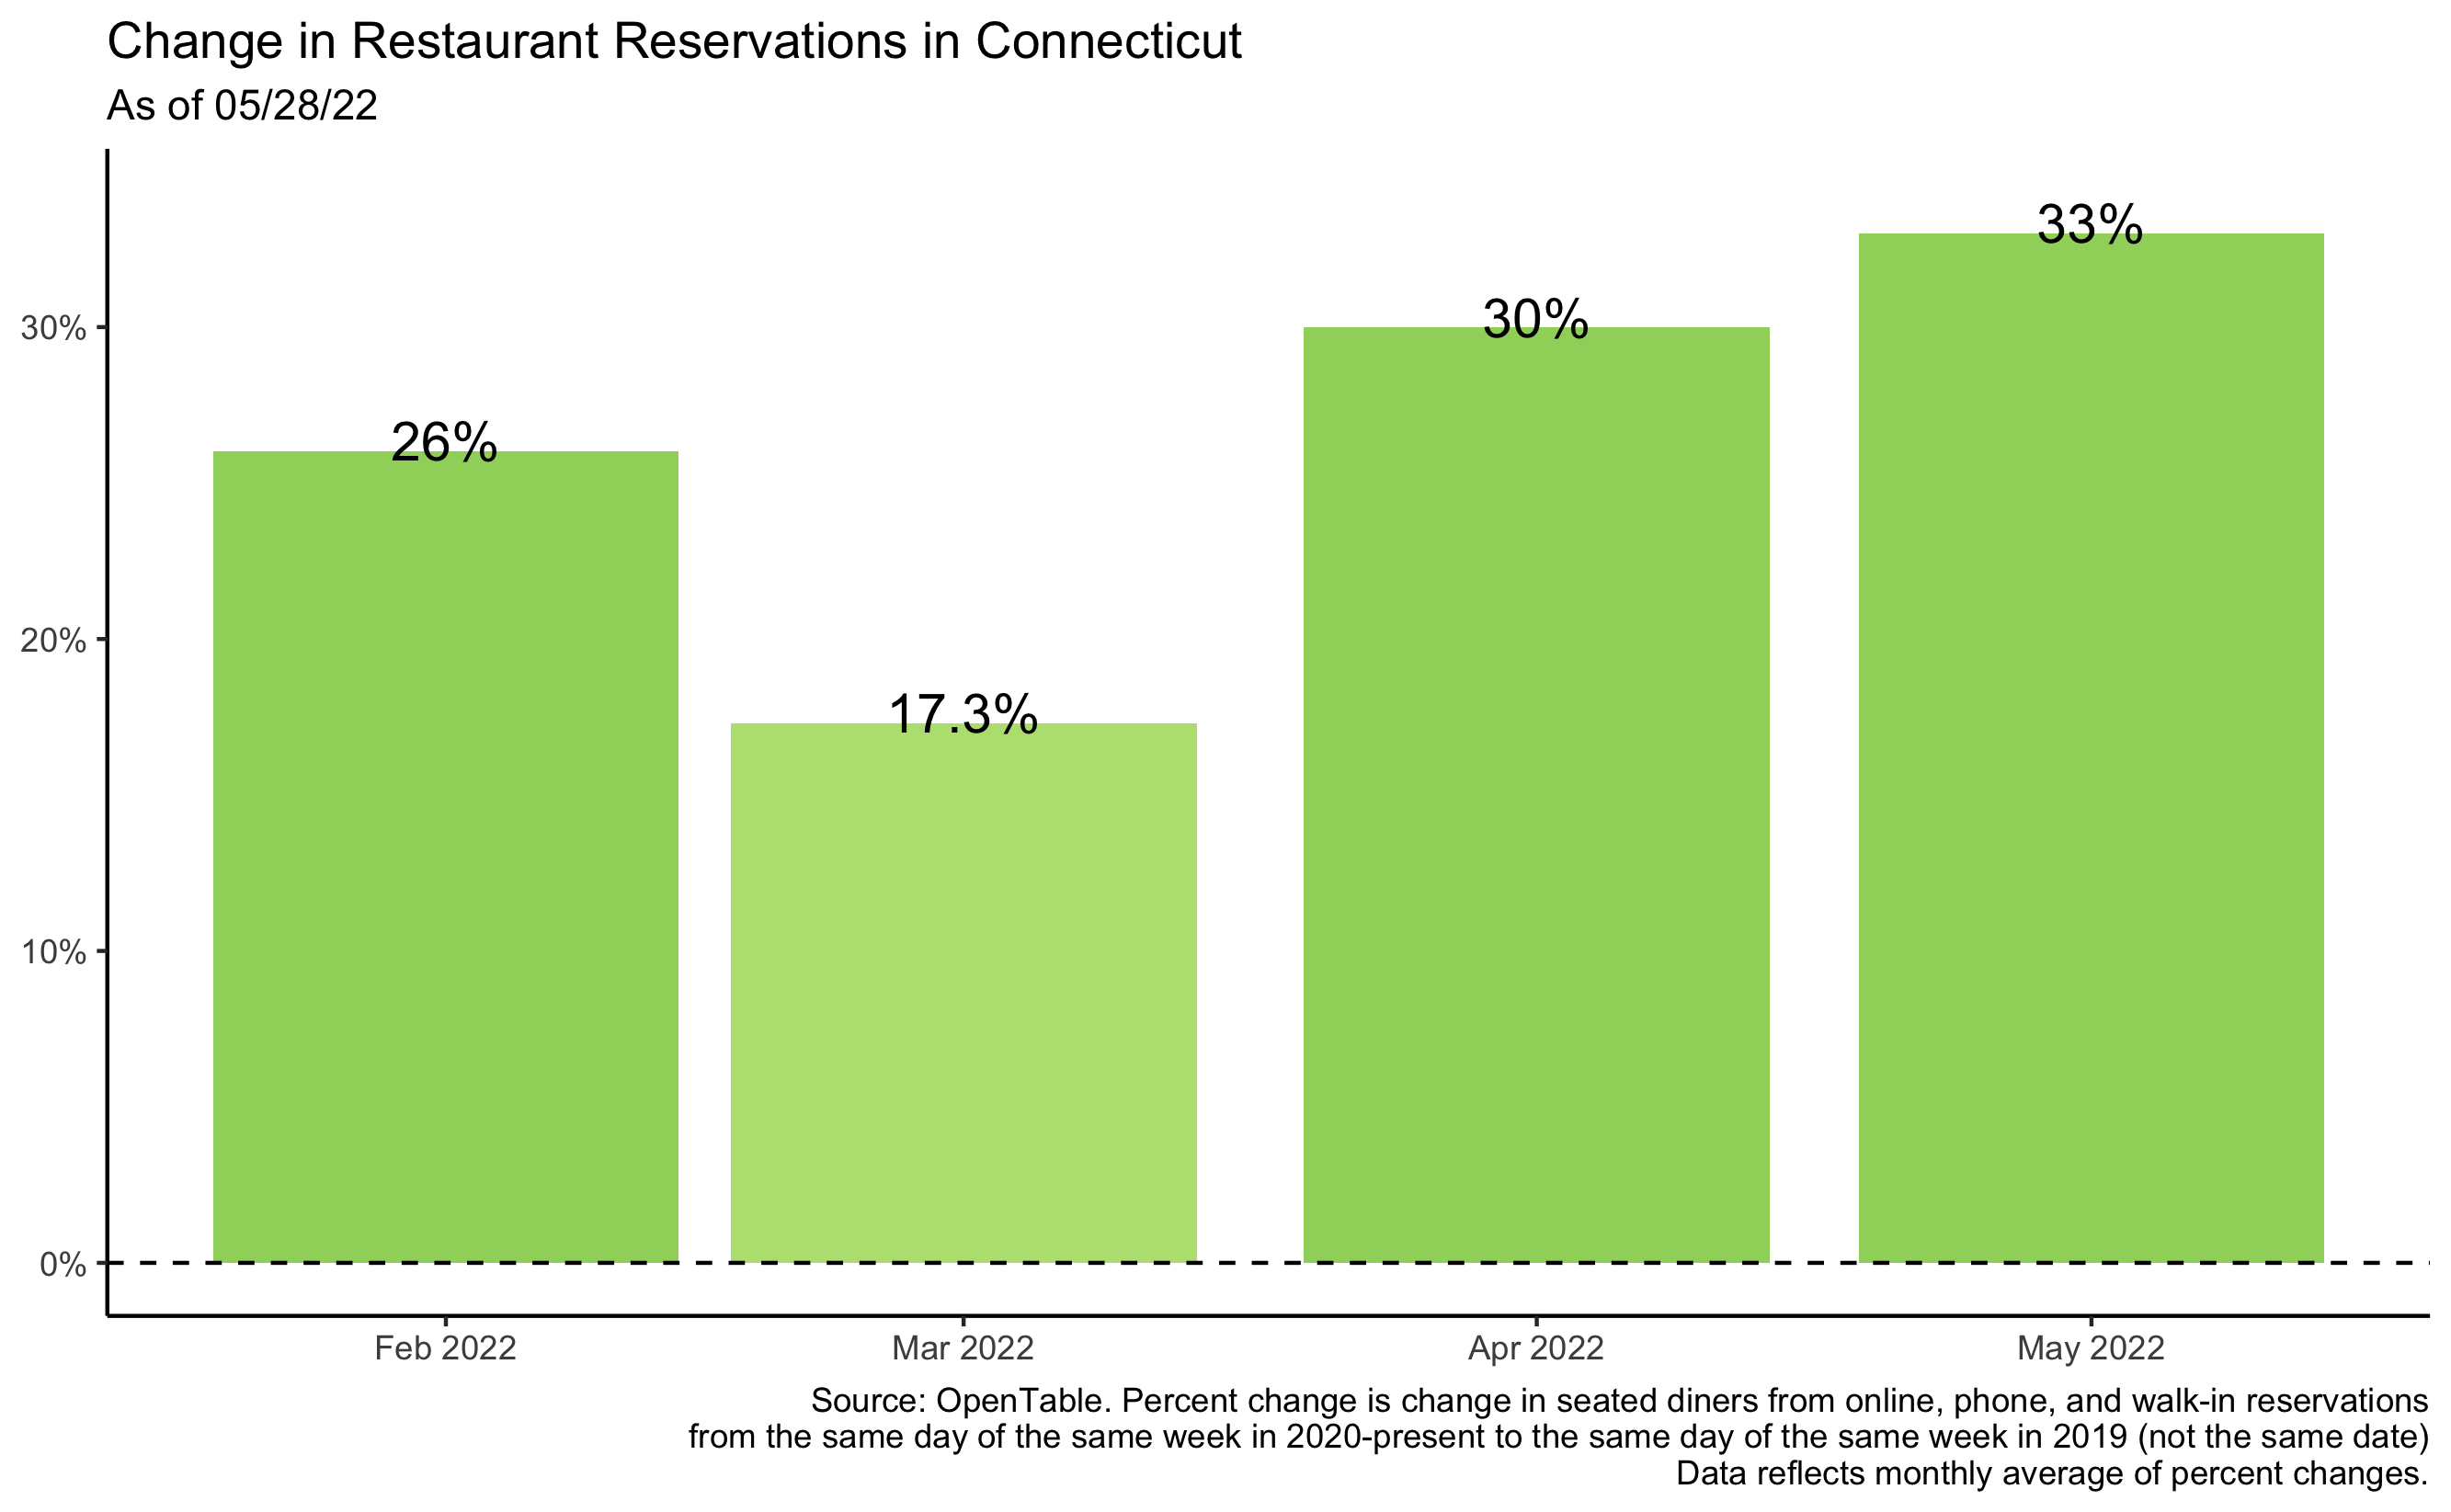 Change in Restaurant Reservations in Connecticut
As of 05/28/22
33%
30%
30%
26%
20%
17.3%
10%
0%
Feb 2022
Mar 2022
Apr 2022
May 2022
Source: OpenTable. Percent change is change in seated diners from online, phone, and walk-in reservations
from the same day of the same week in 2020-present to the same day of the same week in 2019 (not the same date)
Data reflects monthly average of percent changes.